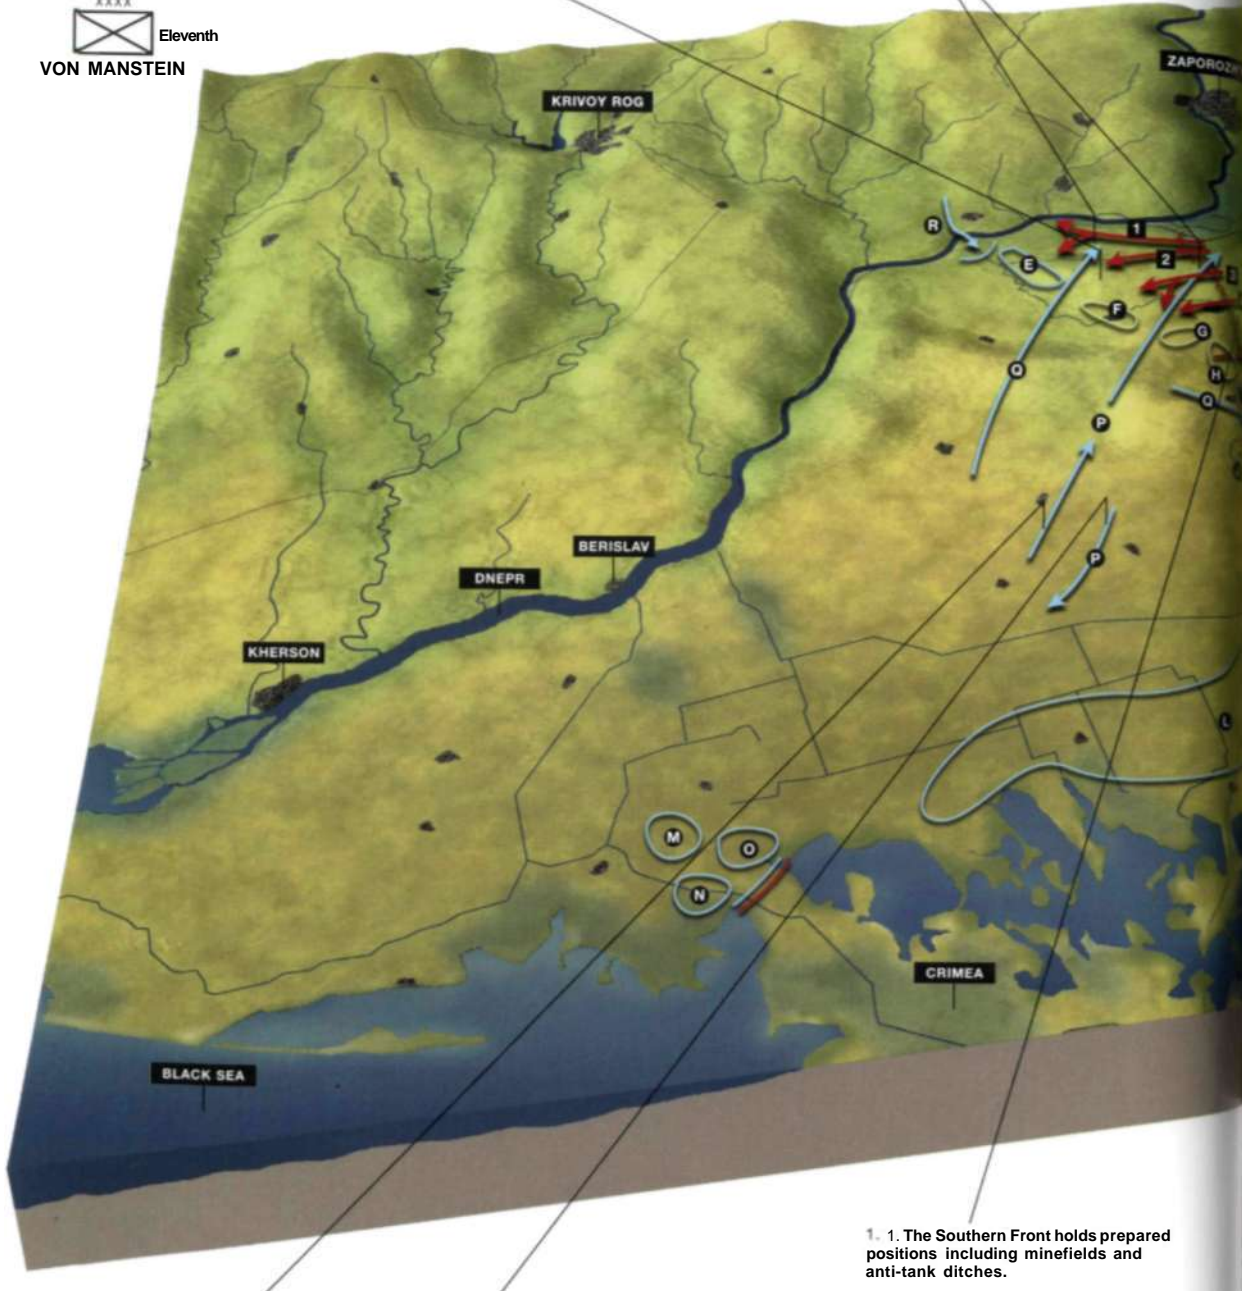 XXXX
Eleventh
VON MANSTEIN
KRIVOY ROG
R
1
E
2
F
G
H
Q
Q
P
BERISLAV
P
DNEPR
KHERSON
L
M
O
N
CRIMEA
BLACK SEA
1. 1. The Southern Front holds prepared
positions including minefields and
anti-tank ditches.